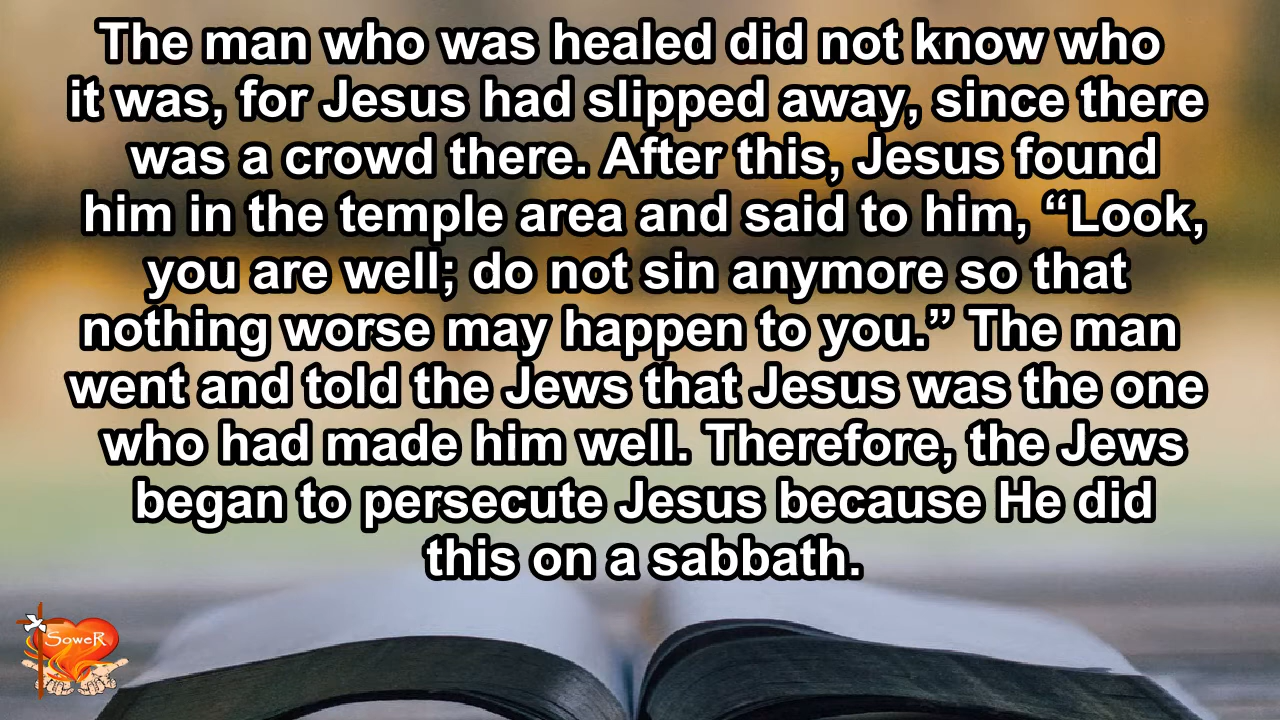 The man who was healed did not know who
it was, for Jesus had slipped away, since there
was a crowd there. After this, Jesus found
him in the temple area and said to him, “Look,
you are well; do not sin anymore so that
nothing worse may happen to you.” The man
went and told the Jews that Jesus was the one
who had made him well. Therefore, the Jews
began to persecute Jesus because He did
this on a sabbath.
SoweR